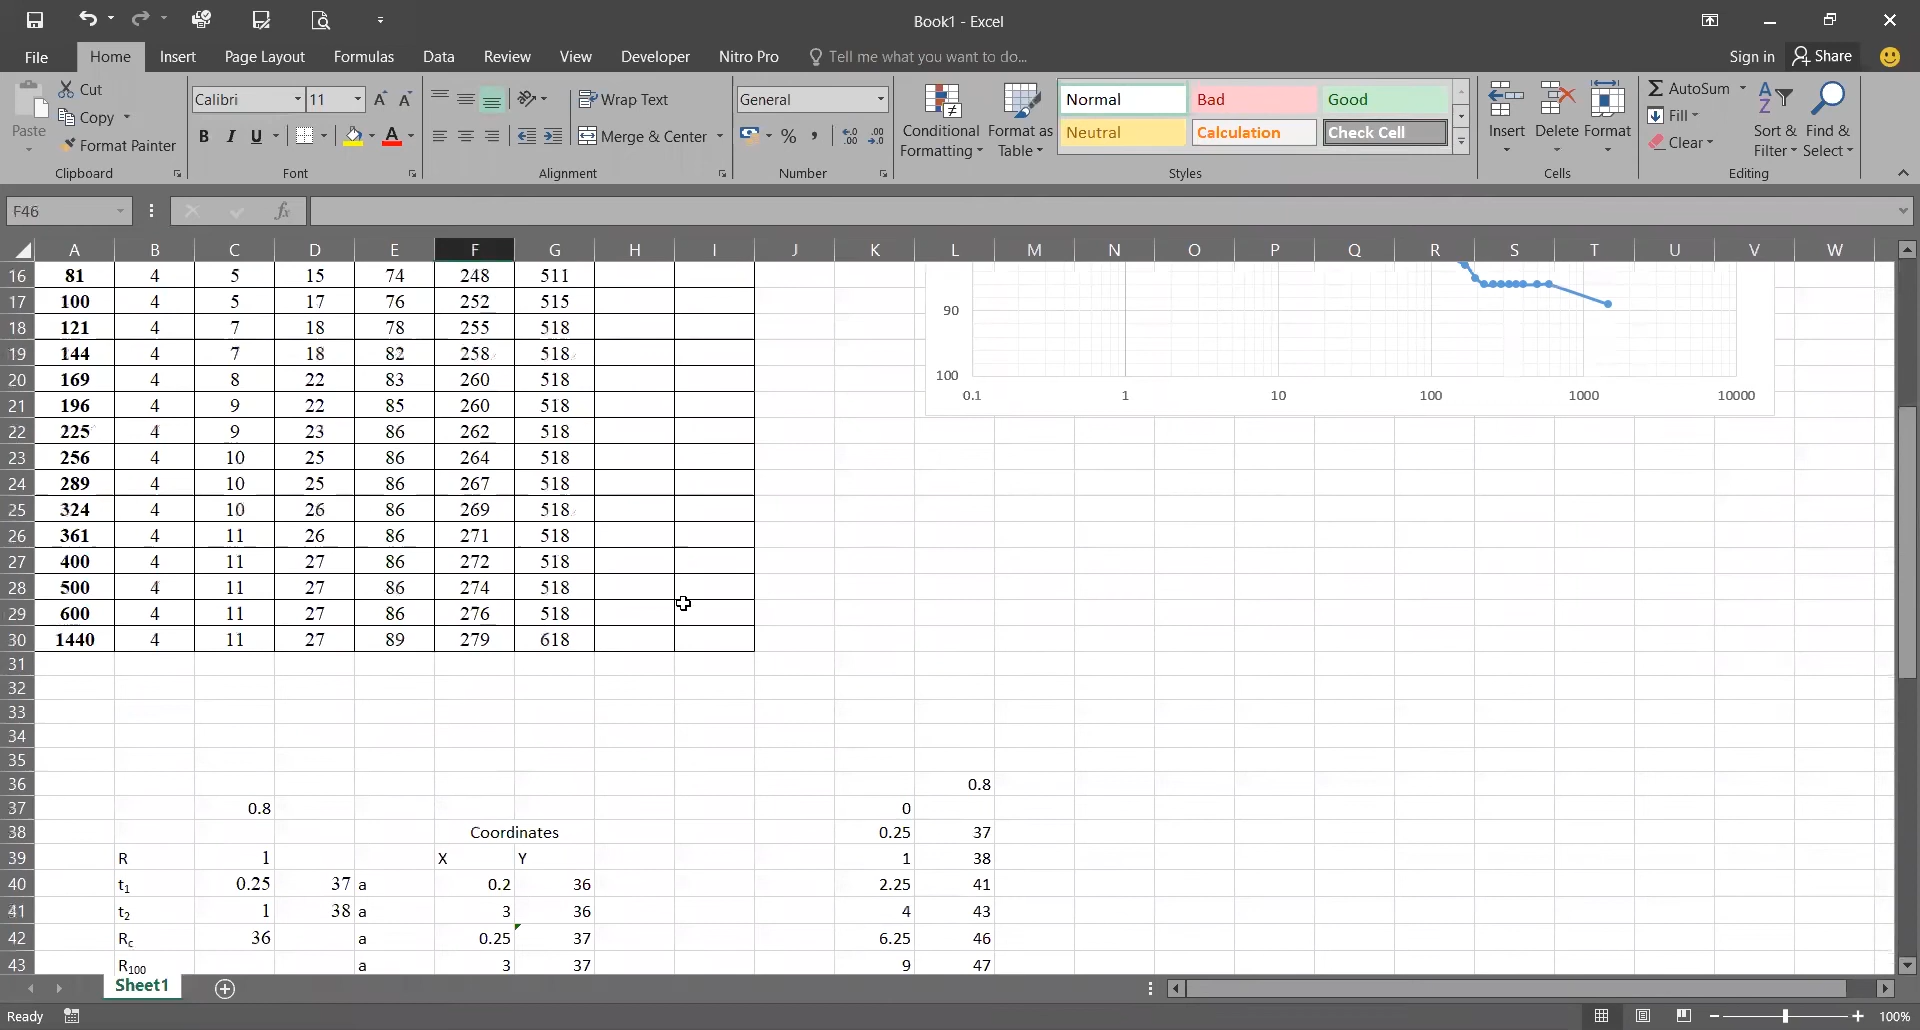 Book1 - Excel
File Home Insert Page Layout Formulas Data Review View Developer Nitro Pro Tell me what you want to do... Sign in Share
Paste Cut Copy Format Painter Clipboard
Calibri 11 B I U A Font
Wrap Text Merge & Center Alignment
General % , Number
Conditional Formatting Format as Table
Normal Bad Good
Neutral Calculation Check Cell
Styles
Insert Delete Format Cells
AutoSum Fill Clear Sort & Filter Find & Select Editing
F46 fx
A B C D E F G H I J K L M N O P Q R S T U V W
16 81 4 5 15 74 248 511
17 100 4 5 17 76 252 515
18 121 4 7 18 78 255 518
19 144 4 7 18 82 258 518
20 169 4 8 22 83 260 518
21 196 4 9 22 85 260 518
22 225 4 9 23 86 262 518
23 256 4 10 25 86 264 518
24 289 4 10 25 86 267 518
25 324 4 10 26 86 269 518
26 361 4 11 26 86 271 518
27 400 4 11 27 86 272 518
28 500 4 11 27 86 274 518
29 600 4 11 27 86 276 518
30 1440 4 11 27 89 279 618
90
100
0.1 1 10 100 1000 10000
31
32
33
34
35
36 0.8
37 0.8 0
38 Coordinates 0.25 37
39 R 1 X Y 1 38
40 t1 0.25 37 a 0.2 36 2.25 41
41 t2 1 38 a 3 36 4 43
42 Rc 36 a 0.25 37 6.25 46
43 R100 a 3 37 9 47
Sheet1
Ready 100%